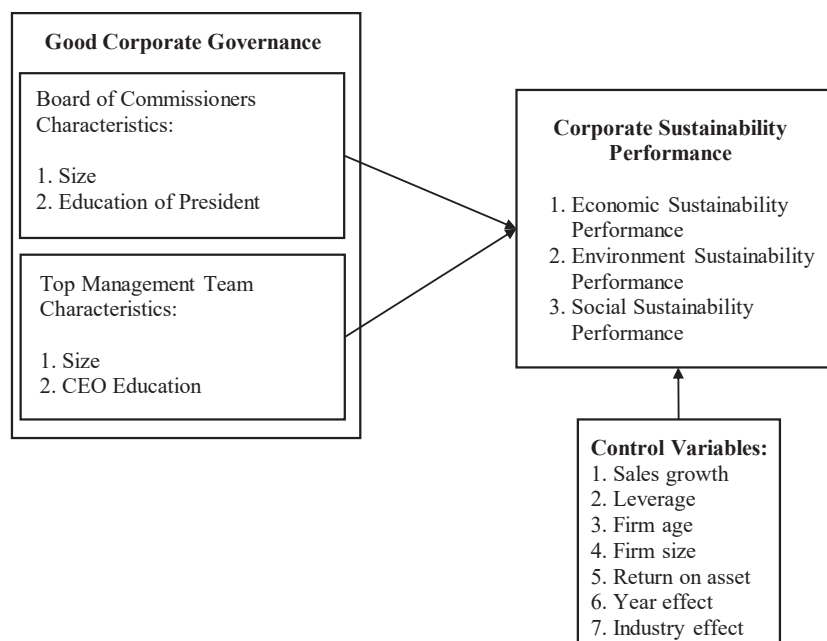 Good Corporate Governance
Board of Commissioners
Characteristics:
1. Size
2. Education of President
Top Management Team
Characteristics:
1. Size
2. CEO Education
Corporate Sustainability
Performance
1. Economic Sustainability
Performance
2. Environment Sustainability
Performance
3. Social Sustainability
Performance
Control Variables:
1. Sales growth
2. Leverage
3. Firm age
4. Firm size
5. Return on asset
6. Year effect
7. Industry effect